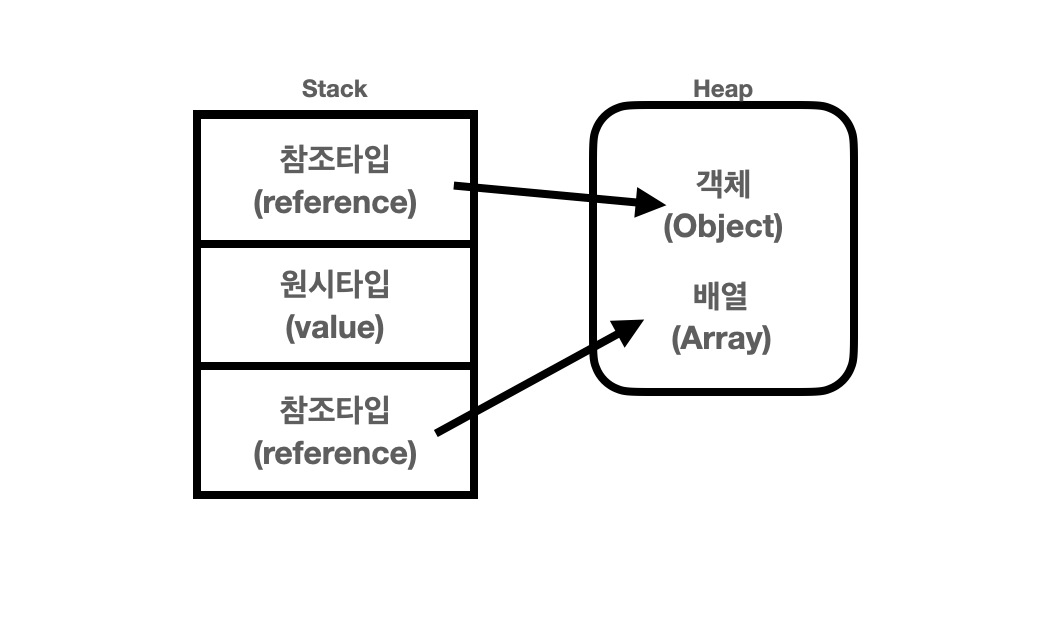 Stack
참조타입
(reference)
원시타입
(value)
참조타입
(reference)
Heap
객체
(Object)
배열
(Array)